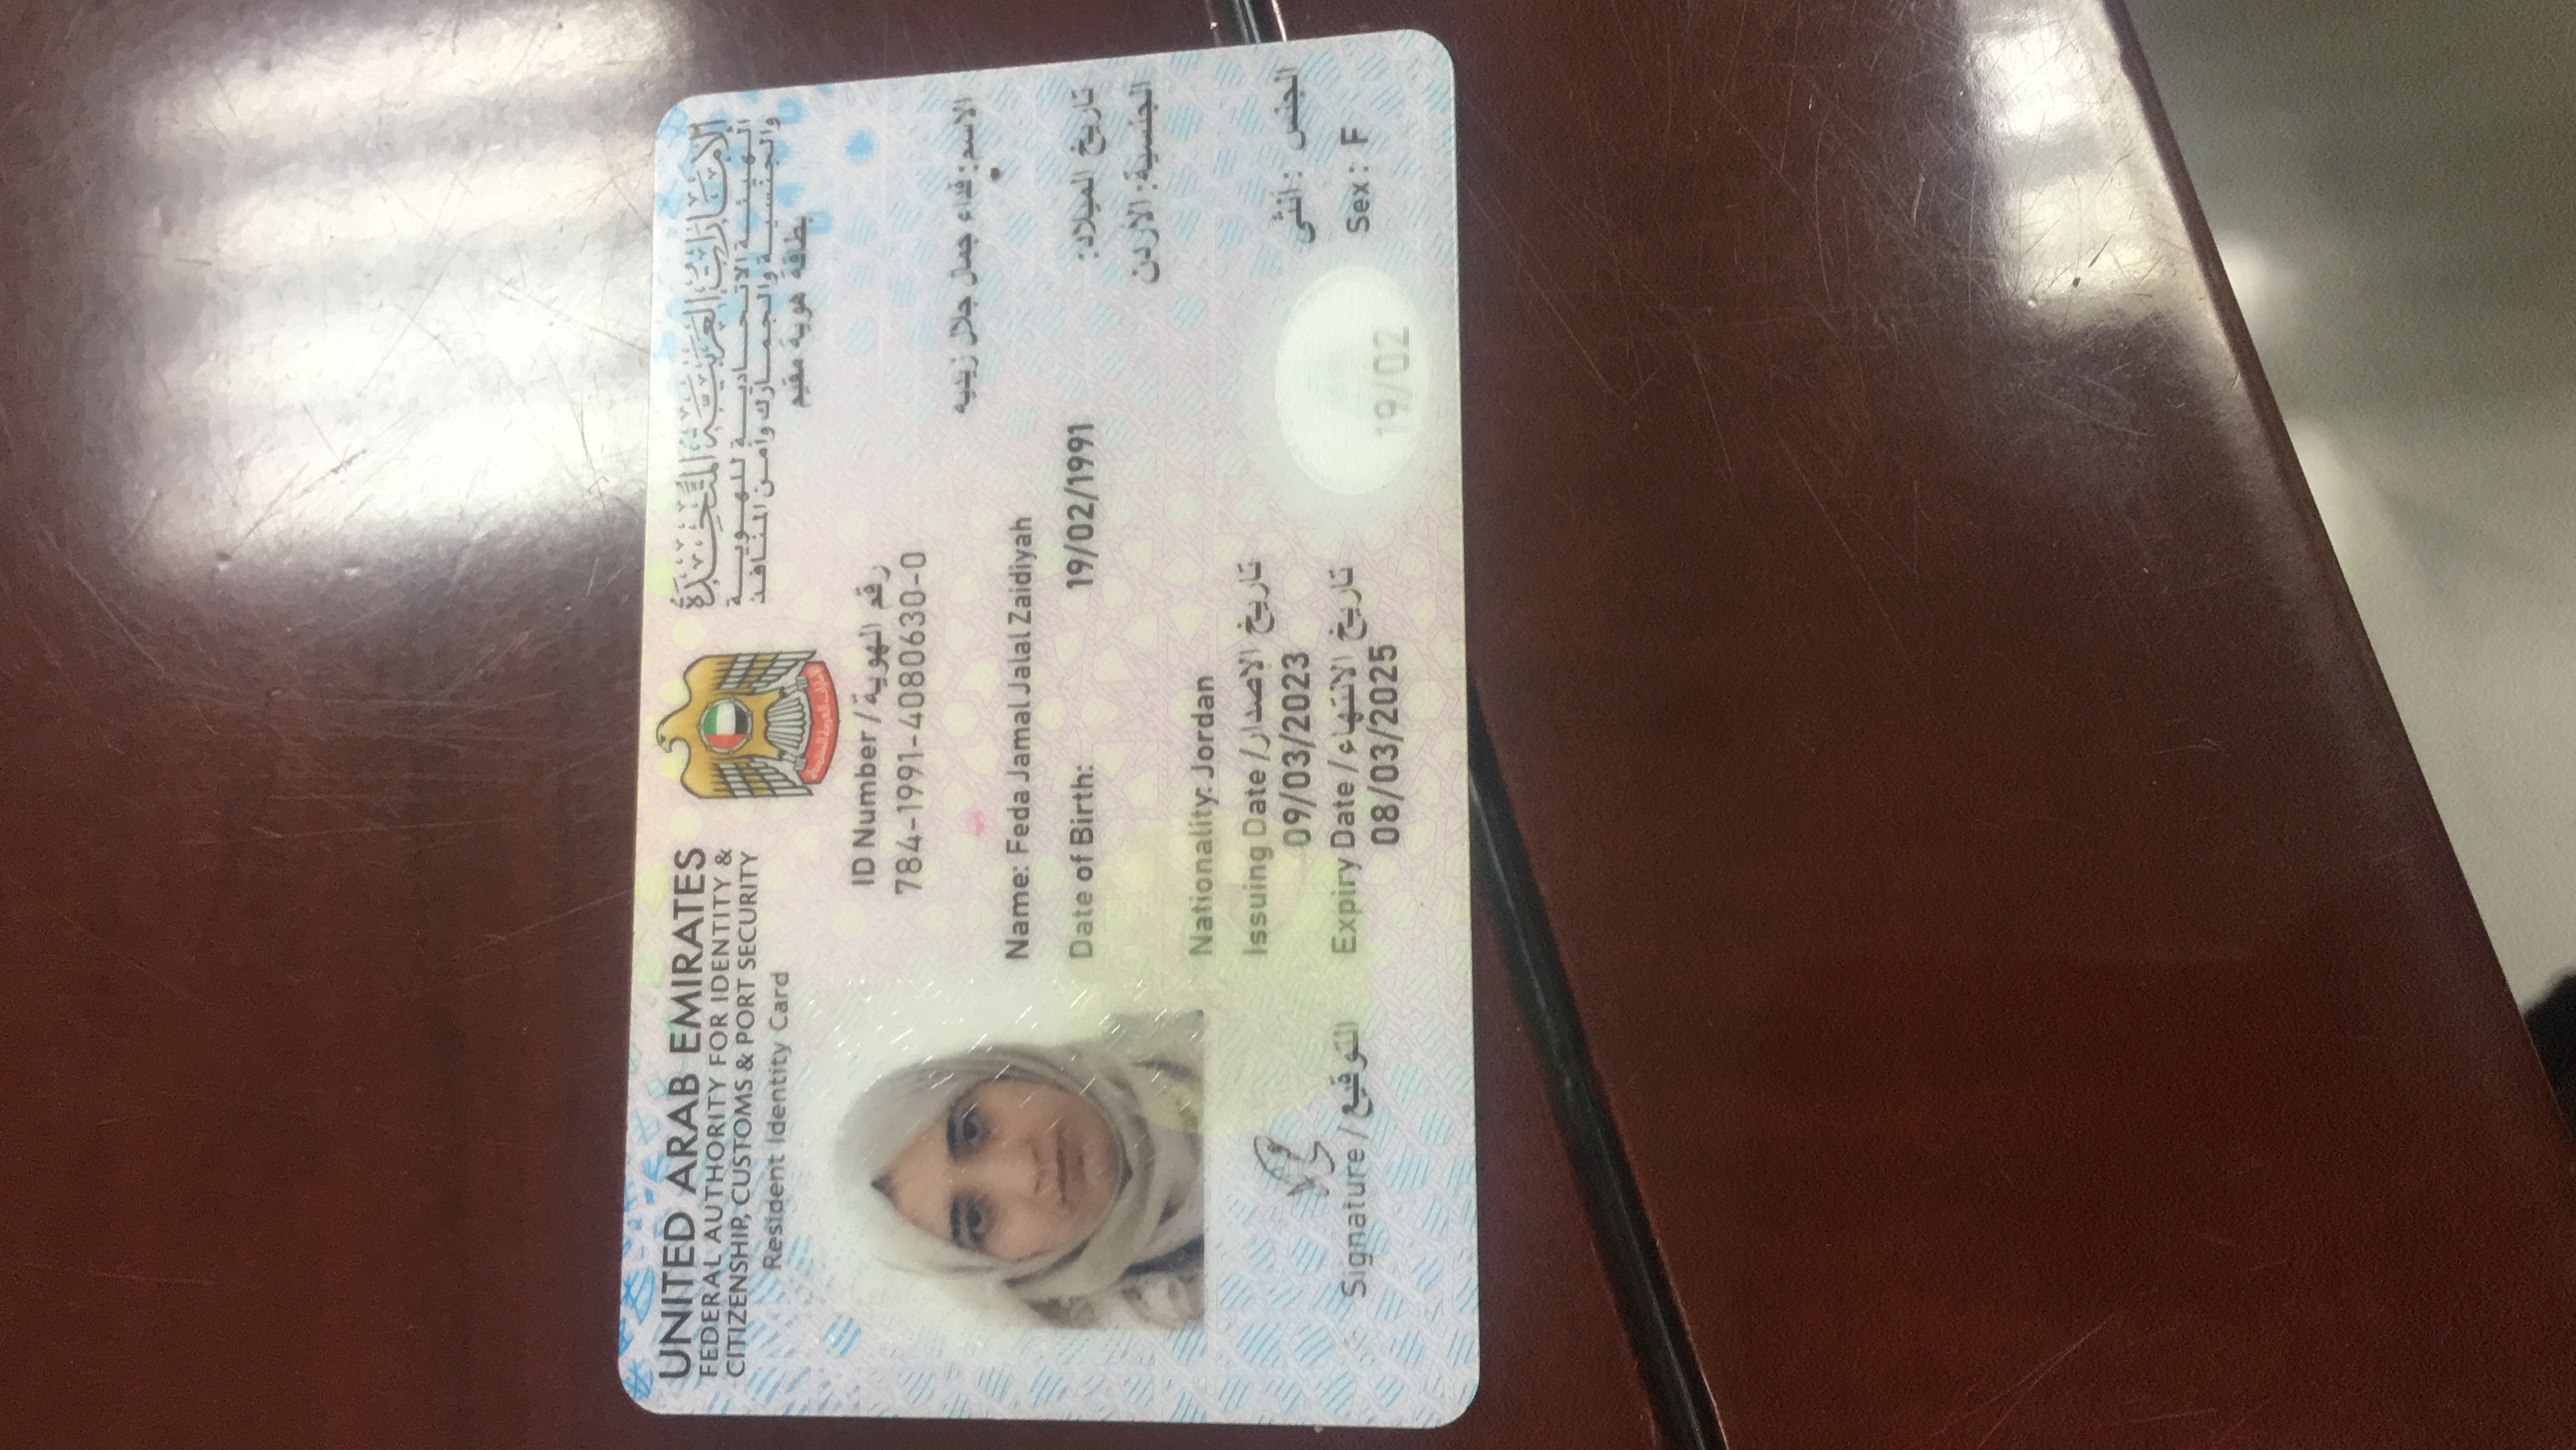 UNITED ARAB EMIRATES
FEDERAL AUTHORITY FOR IDENTITY &
CITIZENSHIP, CUSTOMS & PORT SECURITY
Resident Identity Card
الإمارات العربية المتحدة
الهيئة الاتحادية للهوية
والجنسية والجمارك وأمن المنافذ
بطاقة هوية مقيم
ID Number / رقم الهوية
784-1991-4080630-0
الاسم: فداء جمال جلال زيديه
Name: Feda Jamal Jalal Zaidiyah
Date of Birth: 19/02/1991 تاريخ الميلاد:
الجنسية: الأردن
Nationality: Jordan
Issuing Date / تاريخ الإصدار
09/03/2023
Expiry Date / تاريخ الانتهاء
08/03/2025
الجنس : أنثى
Sex: F
19/02
Signature / التوقيع